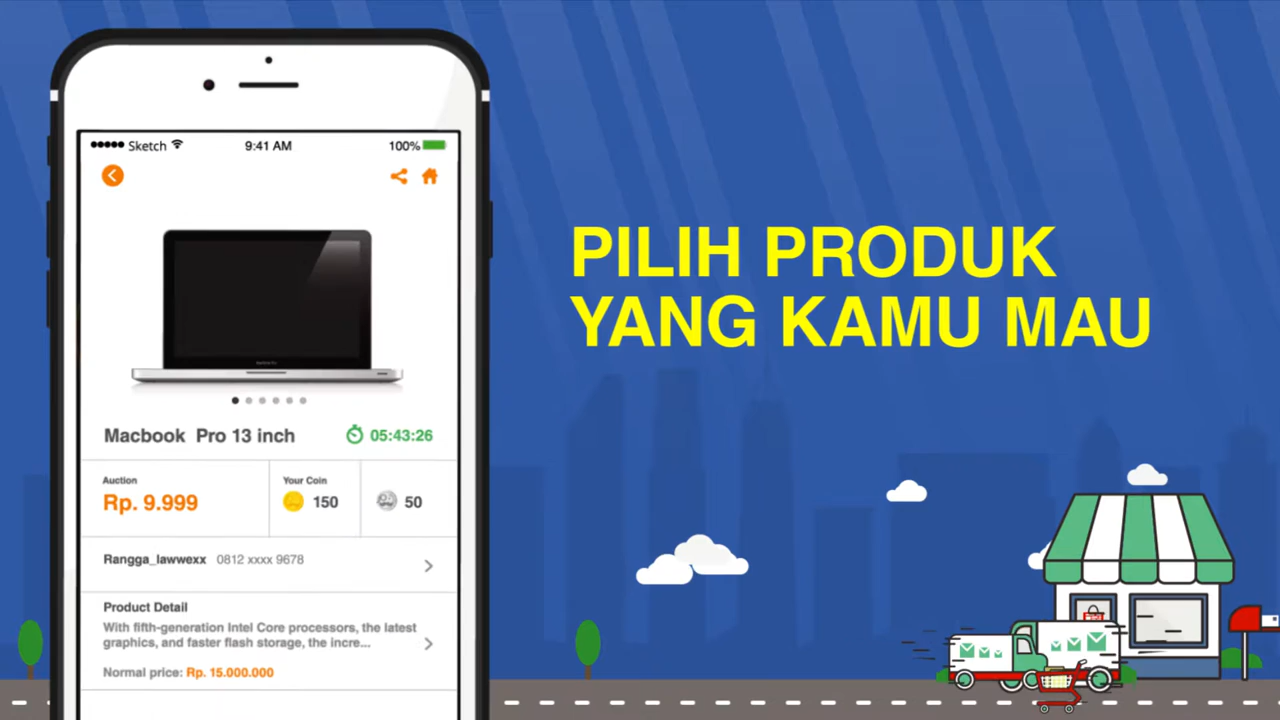 Sketch 9:41 AM 100%
PILIH PRODUK
YANG KAMU MAU
Macbook Pro 13 inch 05:43:26
Auction Your Coin
Rp. 9.999 150 50
Rangga_lawwexx 0812 xxxx 9678
Product Detail
With fifth-generation Intel Core processors, the latest
graphics, and faster flash storage, the incre...
Normal price: Rp. 15.000.000